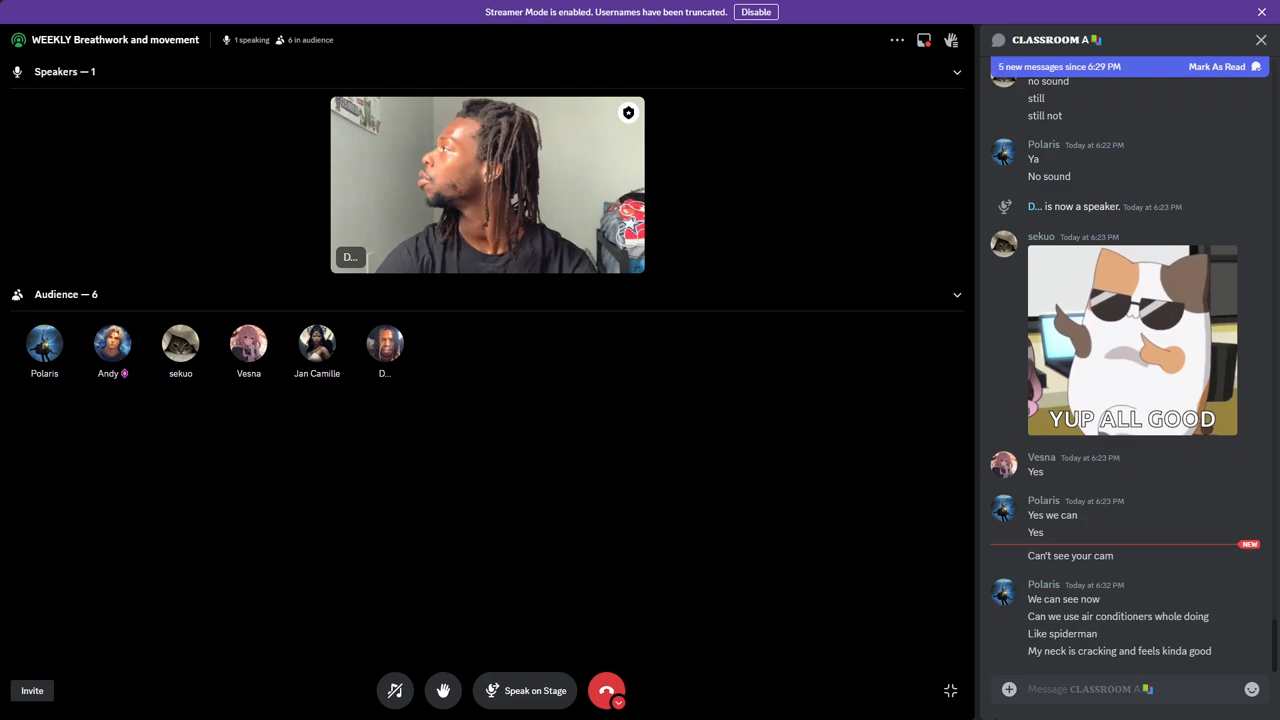 Streamer Mode is enabled. Usernames have been truncated. Disable
WEEKLY Breathwork and movement 1 speaking 6 in audience
Speakers — 1
D...
Audience — 6
Polaris Andy sekuo Vesna Jan Camille D...
Invite
Speak on Stage
CLASSROOM A
5 new messages since 6:29 PM Mark As Read
no sound
still
still not
Polaris Today at 6:22 PM
Ya
No sound
D... is now a speaker. Today at 6:23 PM
sekuo Today at 6:23 PM
YUP ALL GOOD
Vesna Today at 6:23 PM
Yes
Polaris Today at 6:23 PM
Yes we can
Yes
NEW
Can't see your cam
Polaris Today at 6:32 PM
We can see now
Can we use air conditioners whole doing
Like spiderman
My neck is cracking and feels kinda good
Message CLASSROOM A